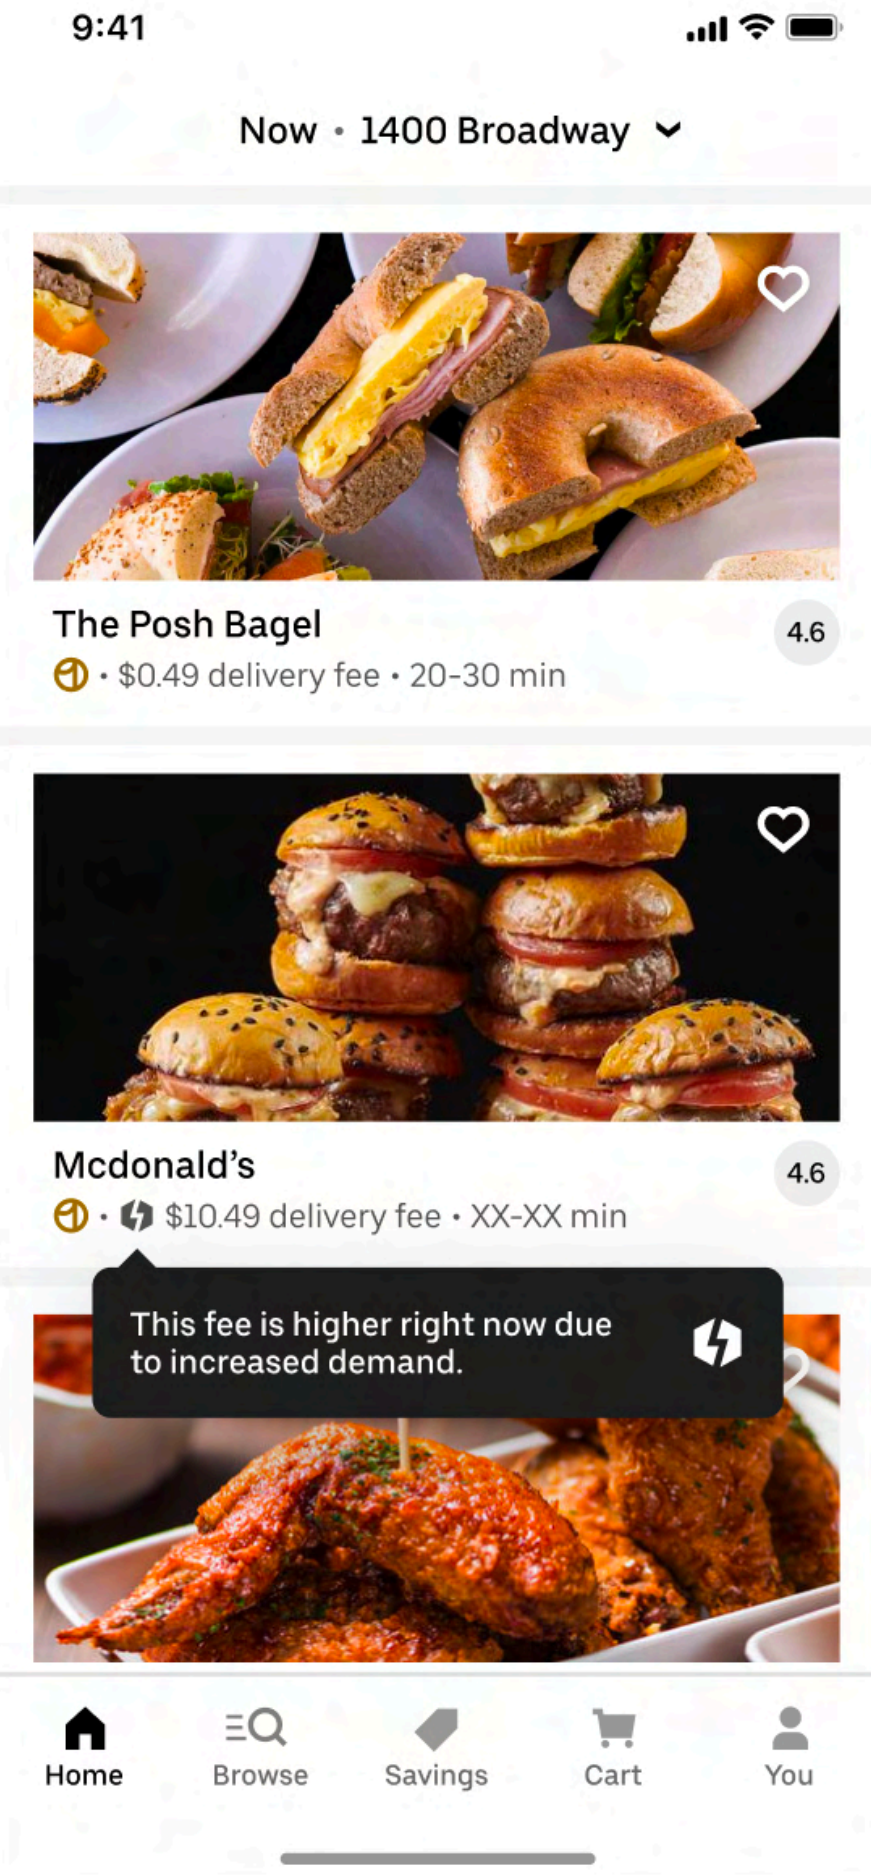 9:41
Now • 1400 Broadway
The Posh Bagel
4.6
• $0.49 delivery fee • 20-30 min
Mcdonald’s
4.6
• $10.49 delivery fee • XX-XX min
This fee is higher right now due
to increased demand.
Home
Browse
Savings
Cart
You